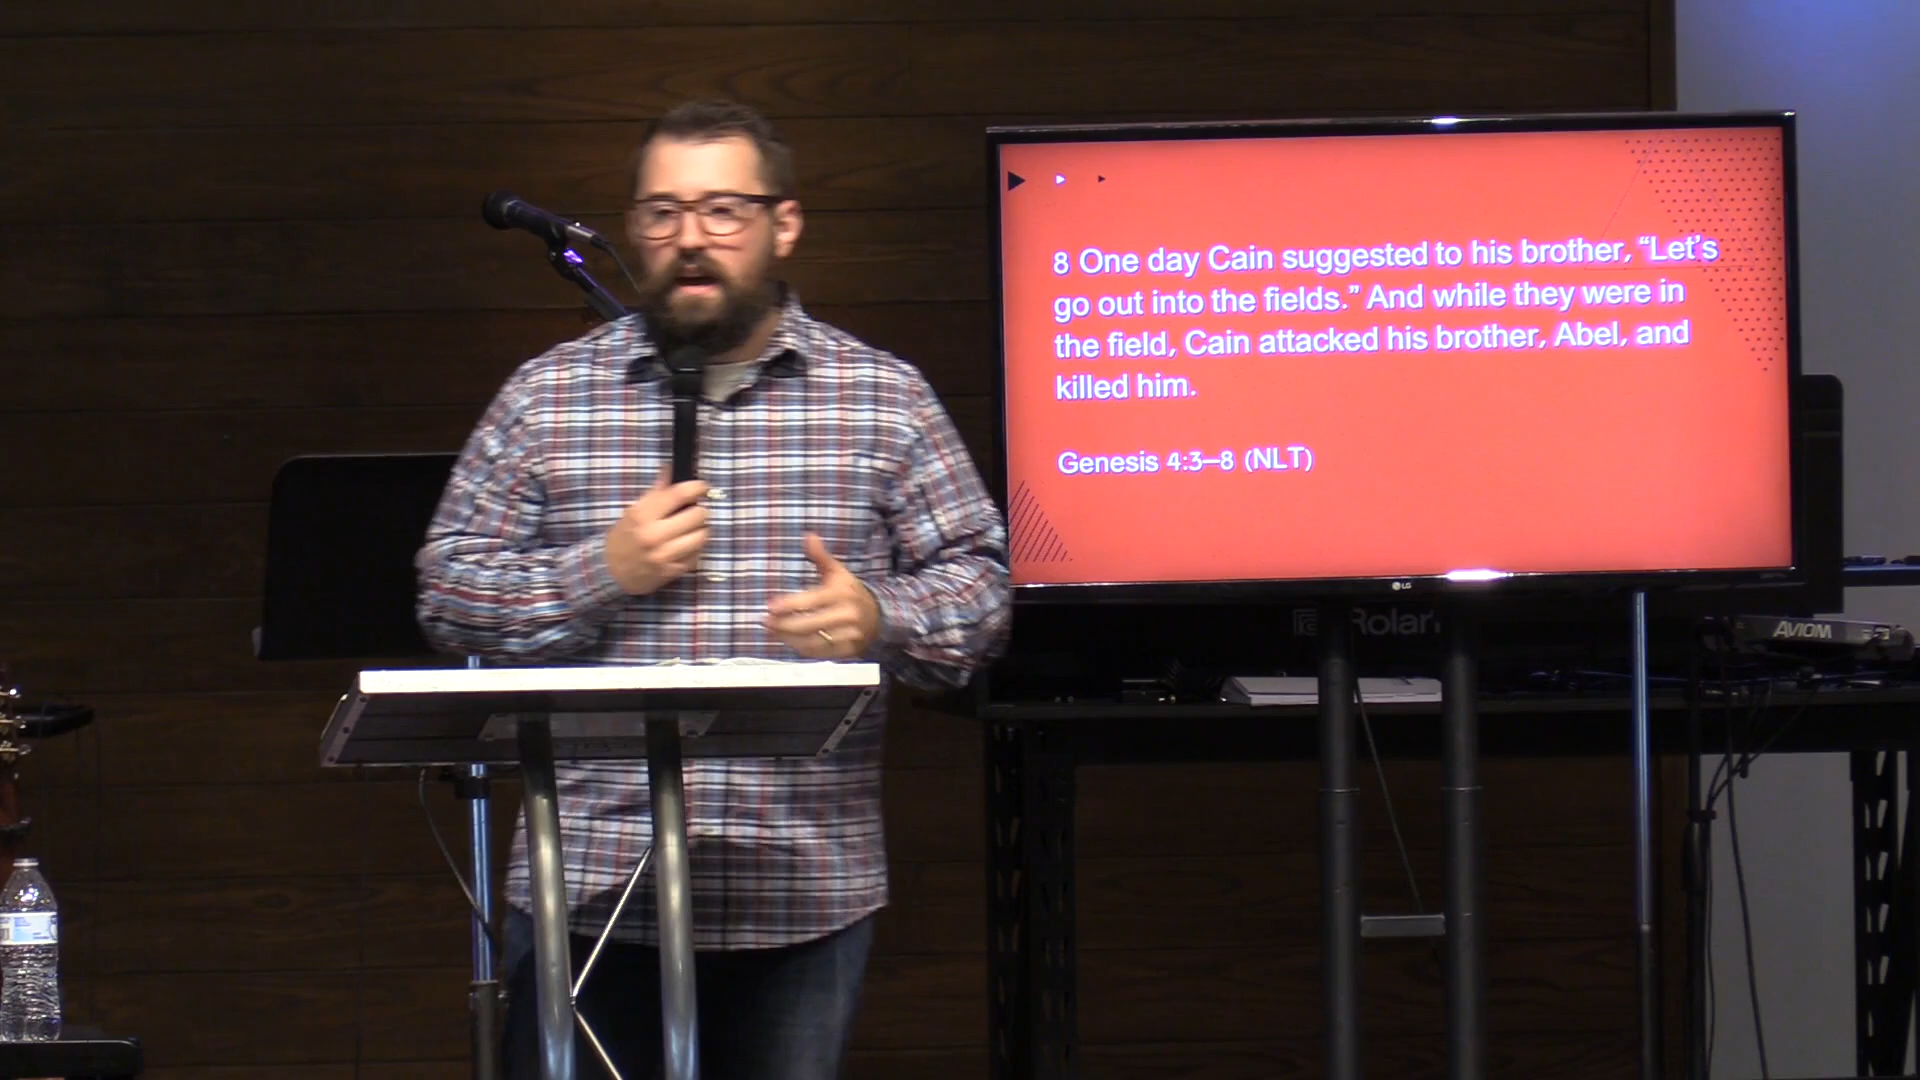 8 One day Cain suggested to his brother, “Let’s
go out into the fields.” And while they were in
the field, Cain attacked his brother, Abel, and
killed him.
Genesis 4:3–8 (NLT)
LG
Roland
AVIOM